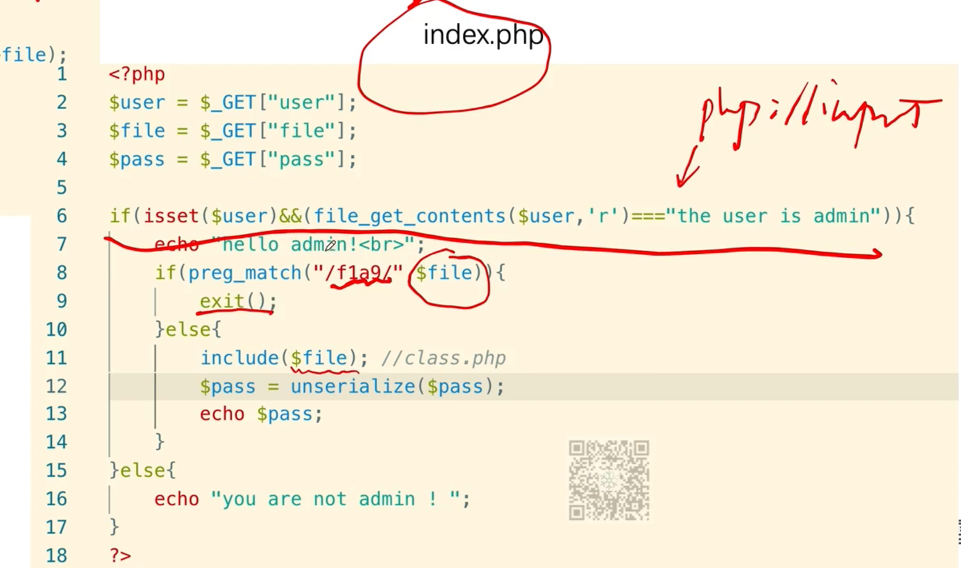 index.php
file);
1 <?php
2 $user = $_GET["user"];
3 $file = $_GET["file"];
4 $pass = $_GET["pass"];
php://input
5
6 if(isset($user)&&(file_get_contents($user,'r')==="the user is admin")){
7 echo "hello admin!<br>";
8 if(preg_match("/f1a9/" $file)){
9 exit();
10 }else{
11 include($file); //class.php
12 $pass = unserialize($pass);
13 echo $pass;
14 }
15 }else{
16 echo "you are not admin ! ";
17 }
18 ?>